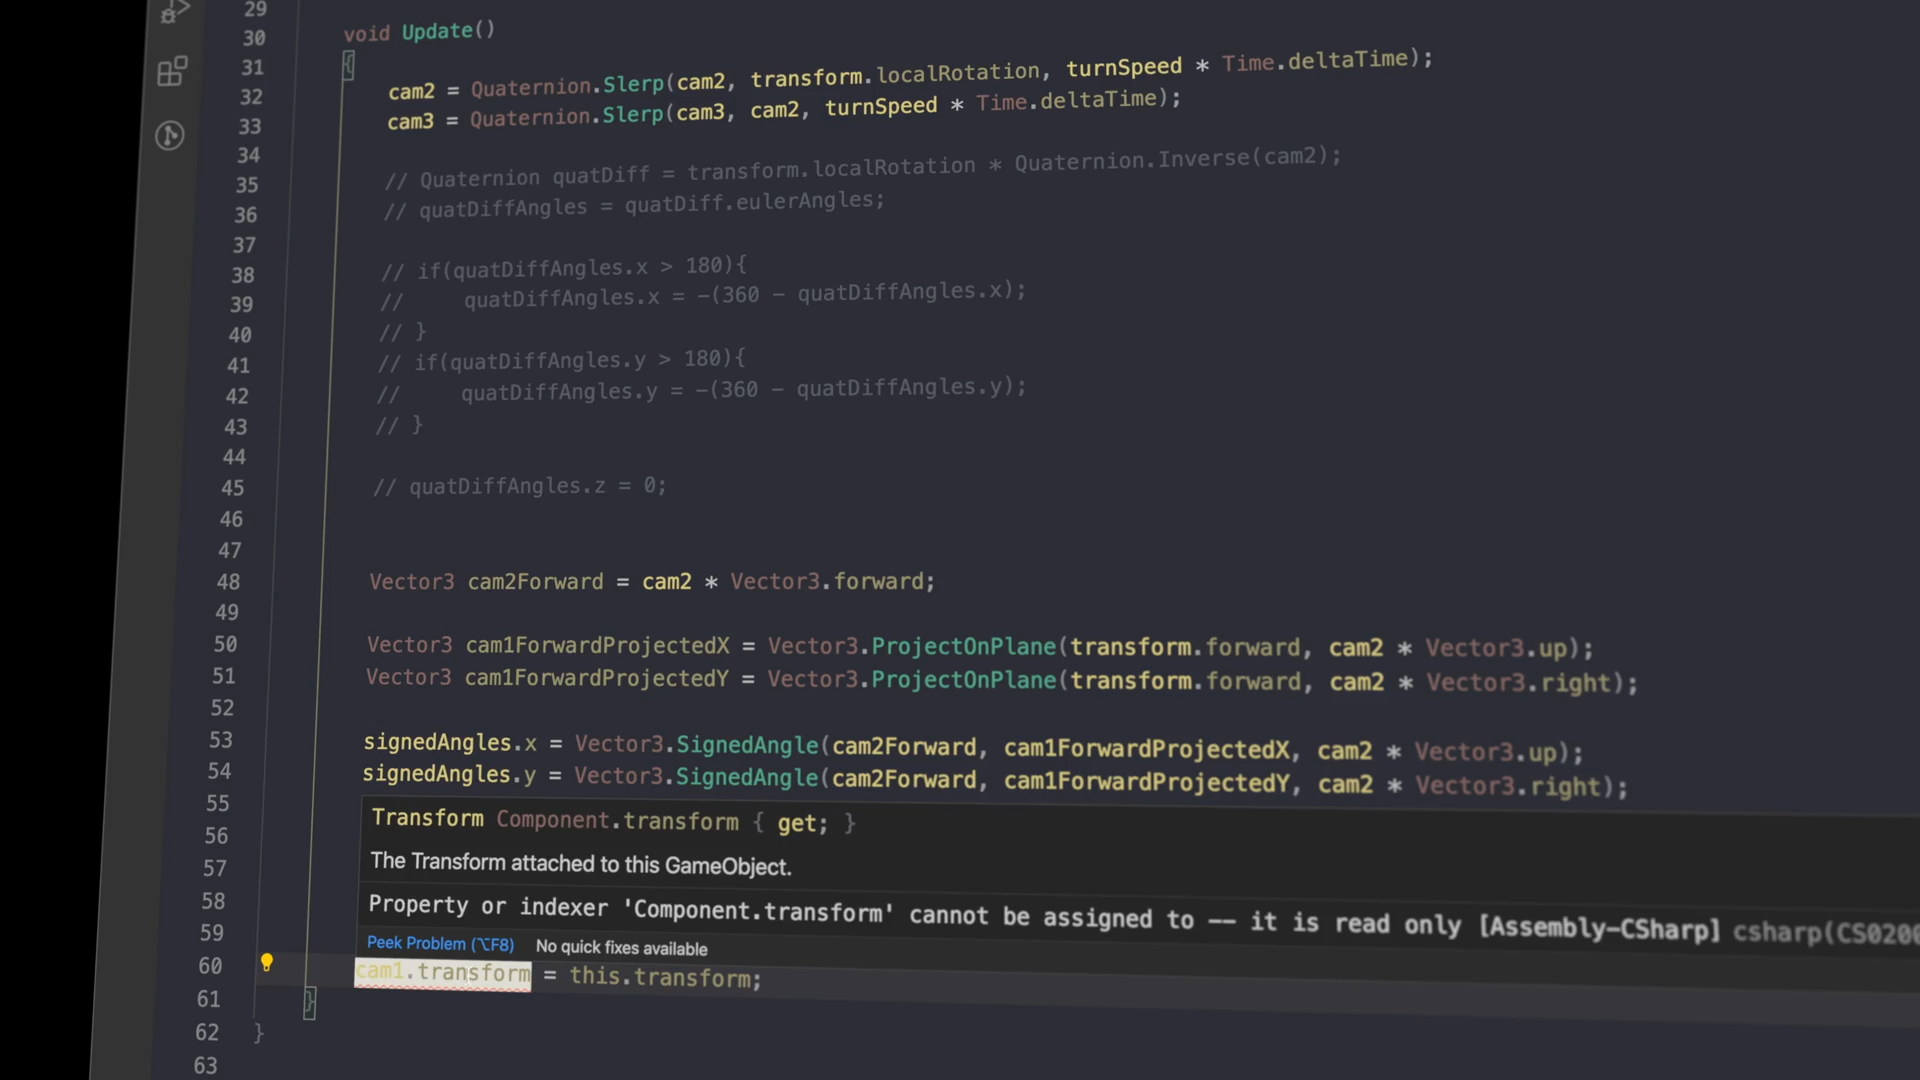 29
30 void Update()
31 {
32 cam2 = Quaternion.Slerp(cam2, transform.localRotation, turnSpeed * Time.deltaTime);
33 cam3 = Quaternion.Slerp(cam3, cam2, turnSpeed * Time.deltaTime);
34
35 // Quaternion quatDiff = transform.localRotation * Quaternion.Inverse(cam2);
36 // quatDiffAngles = quatDiff.eulerAngles;
37
38 // if(quatDiffAngles.x > 180){
39 //     quatDiffAngles.x = -(360 - quatDiffAngles.x);
40 // }
41 // if(quatDiffAngles.y > 180){
42 //     quatDiffAngles.y = -(360 - quatDiffAngles.y);
43 // }
44
45 // quatDiffAngles.z = 0;
46
47
48 Vector3 cam2Forward = cam2 * Vector3.forward;
49
50 Vector3 cam1ForwardProjectedX = Vector3.ProjectOnPlane(transform.forward, cam2 * Vector3.up);
51 Vector3 cam1ForwardProjectedY = Vector3.ProjectOnPlane(transform.forward, cam2 * Vector3.right);
52
53 signedAngles.x = Vector3.SignedAngle(cam2Forward, cam1ForwardProjectedX, cam2 * Vector3.up);
54 signedAngles.y = Vector3.SignedAngle(cam2Forward, cam1ForwardProjectedY, cam2 * Vector3.right);
55
56 Transform Component.transform { get; }
57 The Transform attached to this GameObject.
58 Property or indexer 'Component.transform' cannot be assigned to -- it is read only [Assembly-CSharp] csharp(CS0200
59 Peek Problem (⌥F8) No quick fixes available
60 cam1.transform = this.transform;
61 }
62 }
63